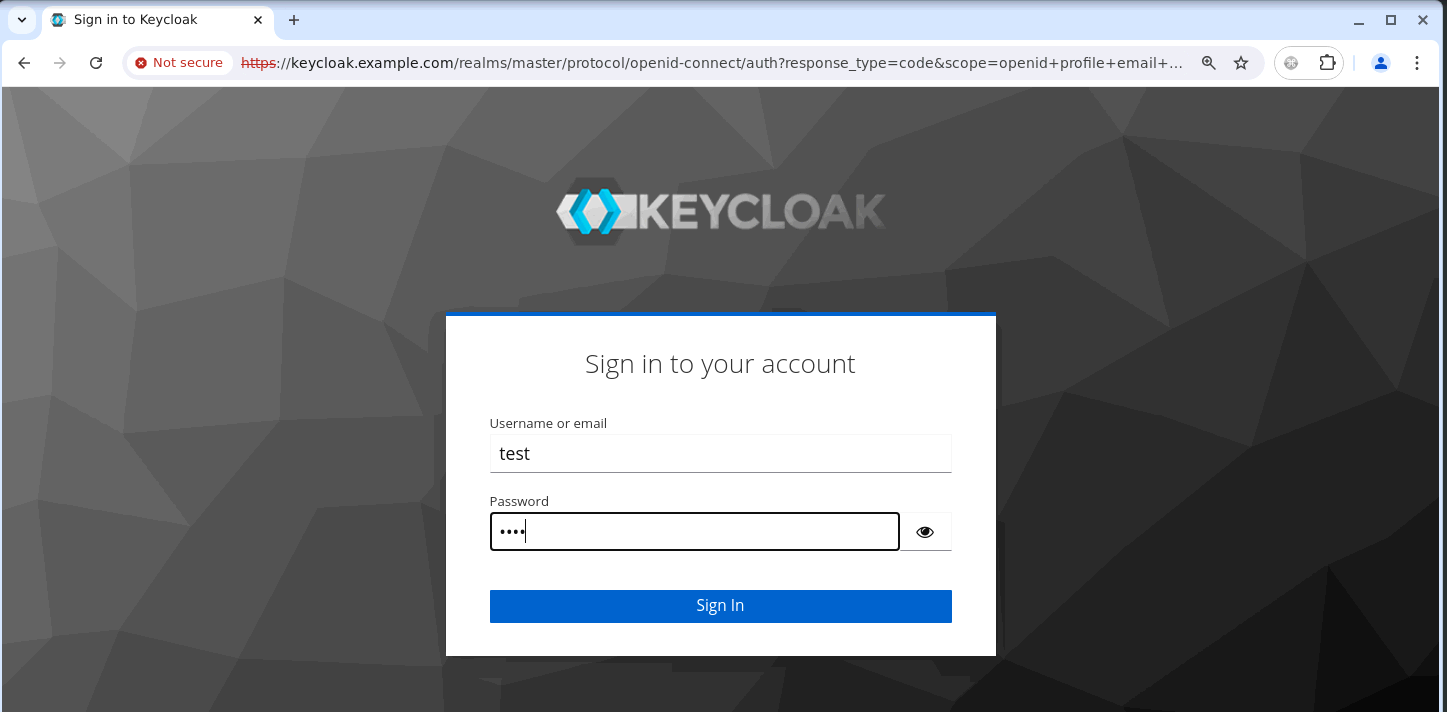 Sign in to Keycloak
Not secure
https://keycloak.example.com/realms/master/protocol/openid-connect/auth?response_type=code&scope=openid+profile+email+...
KEYCLOAK
Sign in to your account
Username or email
test
Password
••••
Sign In